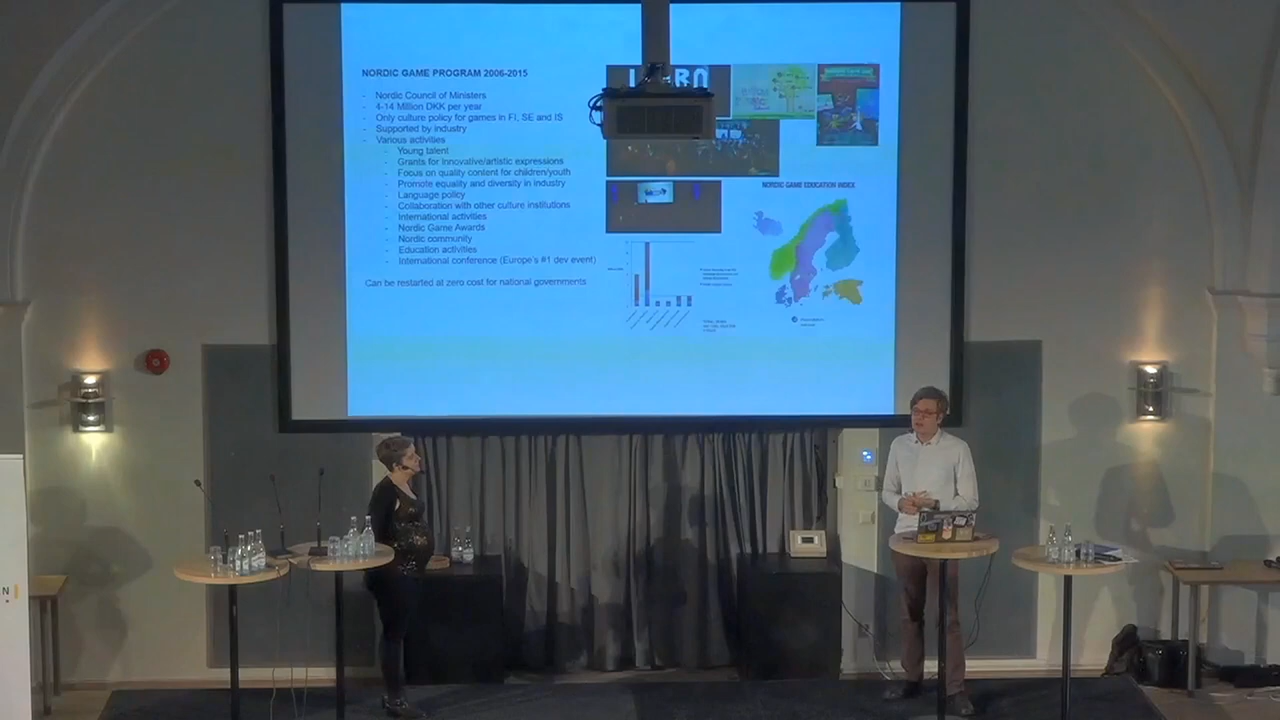 NORDIC GAME PROGRAM 2006-2015
- Nordic Council of Ministers
- 4-14 Million DKK per year
- Only culture policy for games in FI, SE and IS
- Supported by industry
- Various activities
- Young talent
- Grants for Innovative/artistic expressions
- Focus on quality content for children/youth
- Promote equality and diversity in industry
- Language policy
- Collaboration with other culture institutions
- International activities
- Nordic Game Awards
- Nordic community
- Education activities
- International conference (Europe's #1 dev event)
Can be restarted at zero cost for national governments
NORDIC GAME EDUCATION INDEX
N